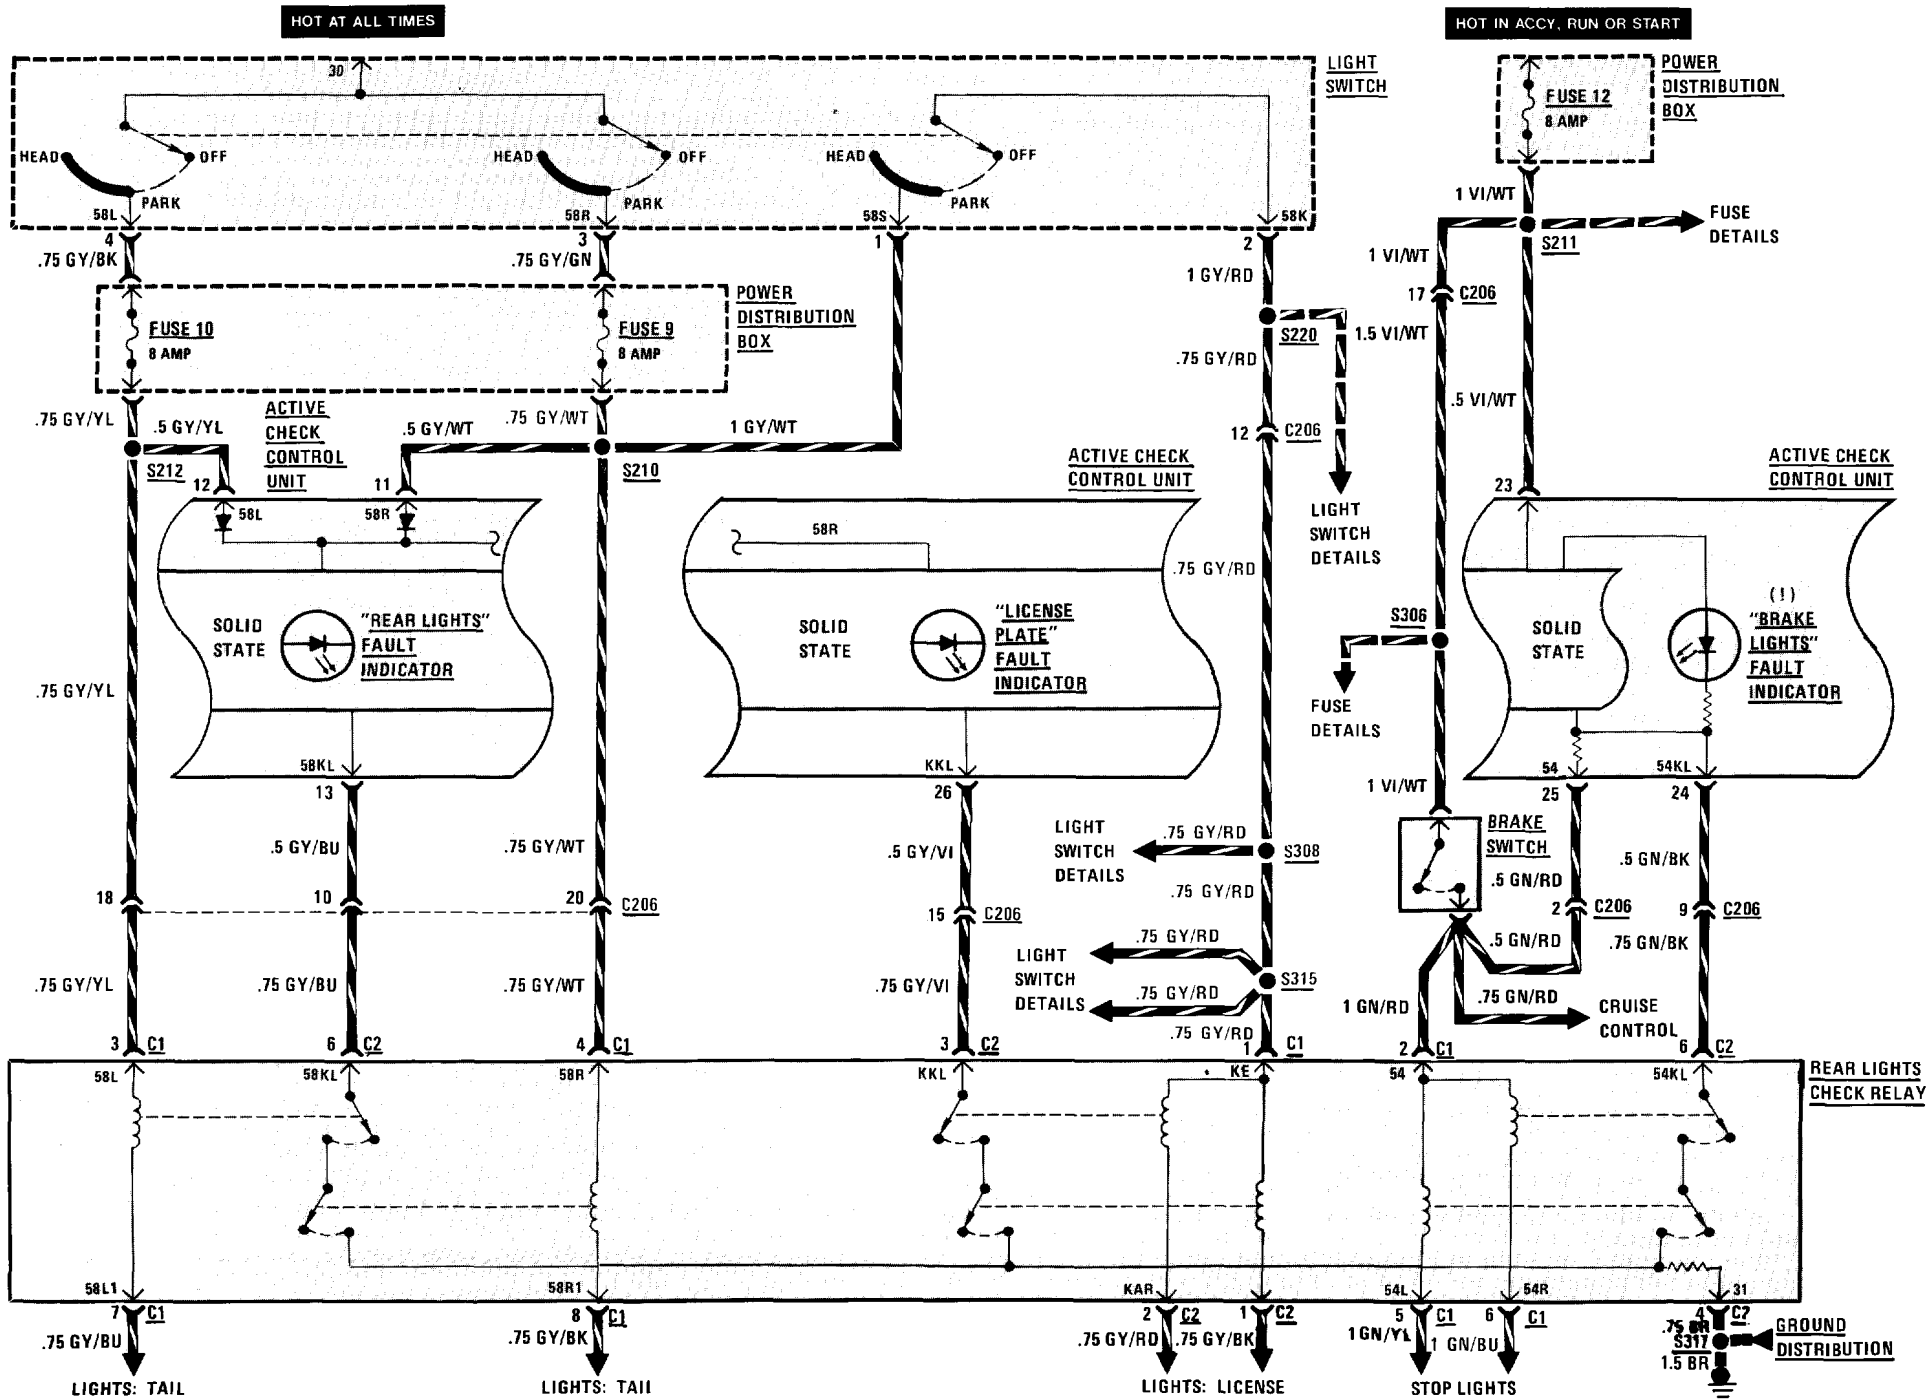 HOT AT ALL TIMES
HOT IN ACCY, RUN OR START
30
LIGHT
SWITCH
POWER
DISTRIBUTION
BOX
FUSE 12
8 AMP
HEAD
OFF
PARK
HEAD
OFF
PARK
HEAD
OFF
PARK
58L
58R
58S
58K
4
3
1
2
.75 GY/BK
.75 GY/GN
1 GY/RD
1 VI/WT
S211
FUSE
DETAILS
1 VI/WT
17
C206
POWER
DISTRIBUTION
BOX
FUSE 10
8 AMP
FUSE 9
8 AMP
S220
1.5 VI/WT
.75 GY/RD
.5 VI/WT
.75 GY/YL
.5 GY/YL
ACTIVE
CHECK
CONTROL
UNIT
.5 GY/WT
.75 GY/WT
1 GY/WT
12
C206
S212
S210
12
11
58L
58R
ACTIVE CHECK
CONTROL UNIT
58R
LIGHT
SWITCH
DETAILS
ACTIVE CHECK
CONTROL UNIT
23
.75 GY/RD
SOLID
STATE
"REAR LIGHTS"
FAULT
INDICATOR
SOLID
STATE
"LICENSE
PLATE"
FAULT
INDICATOR
S306
FUSE
DETAILS
SOLID
STATE
(!)
"BRAKE
LIGHTS"
FAULT
INDICATOR
.75 GY/YL
58KL
13
KKL
26
54
25
54KL
24
1 VI/WT
BRAKE
SWITCH
.5 GY/BU
.75 GY/WT
.5 GY/VI
LIGHT
SWITCH
DETAILS
.75 GY/RD
S308
.75 GY/RD
.5 GN/RD
.5 GN/BK
18
10
20
C206
15
C206
2
C206
9
C206
.75 GY/YL
.75 GY/BU
.75 GY/WT
.75 GY/VI
LIGHT
SWITCH
DETAILS
.75 GY/RD
.75 GY/RD
S315
.75 GY/RD
.5 GN/RD
.75 GN/BK
1 GN/RD
.75 GN/RD
CRUISE
CONTROL
3
C1
6
C2
4
C1
3
C2
1
C1
2
C1
6
C2
REAR LIGHTS
CHECK RELAY
58L
58KL
58R
KKL
KE
54
54KL
58L1
58R1
KAR
54L
54R
31
7
C1
8
C1
2
C2
1
C2
5
C1
6
C1
4
C2
.75 GY/BU
.75 GY/BK
.75 GY/RD
.75 GY/BK
1 GN/YL
1 GN/BU
.75 BR
S317
1.5 BR
GROUND
DISTRIBUTION
LIGHTS: TAIL
LIGHTS: TAIL
LIGHTS: LICENSE
STOP LIGHTS